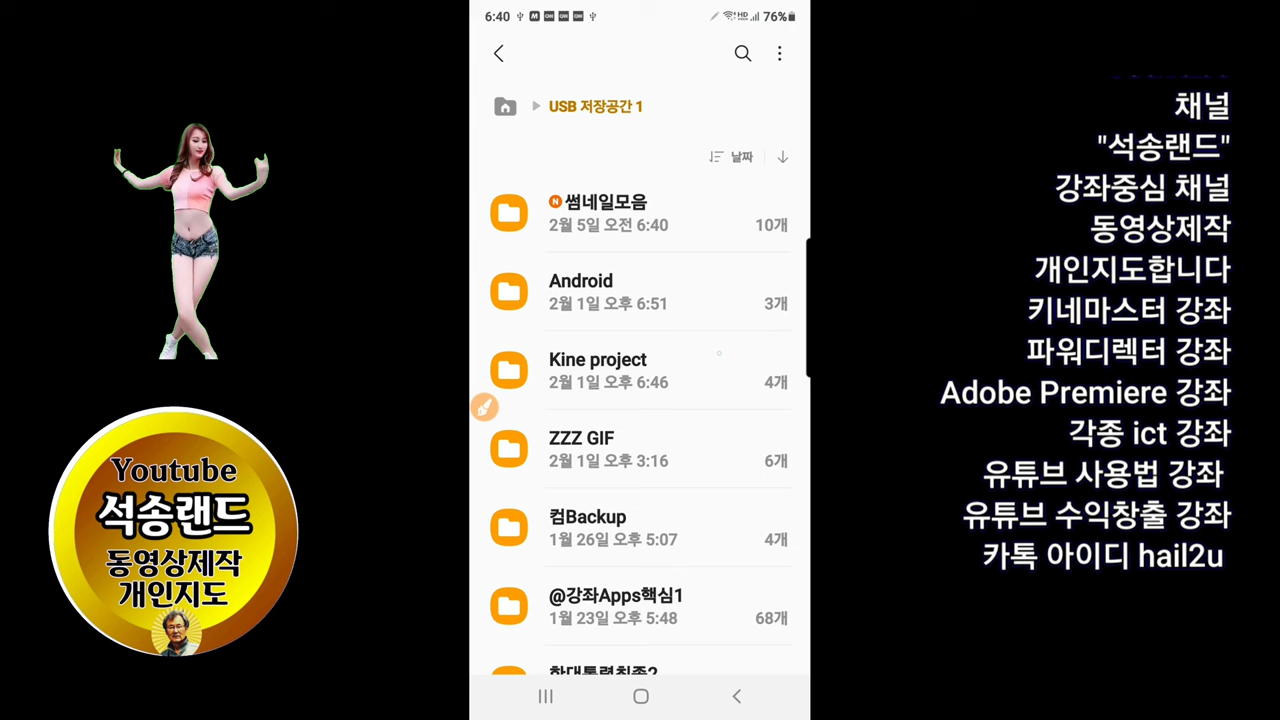 6:40
HD
76%
USB 저장공간 1
날짜
N 썸네일모음
2월 5일 오전 6:40
10개
Android
2월 1일 오후 6:51
3개
Kine project
2월 1일 오후 6:46
4개
ZZZ GIF
2월 1일 오후 3:16
6개
컴Backup
1월 26일 오후 5:07
4개
@강좌Apps핵심1
1월 23일 오후 5:48
68개
Youtube
석송랜드
동영상제작
개인지도
채널
"석송랜드"
강좌중심 채널
동영상제작
개인지도합니다
키네마스터 강좌
파워디렉터 강좌
Adobe Premiere 강좌
각종 ict 강좌
유튜브 사용법 강좌
유튜브 수익창출 강좌
카톡 아이디 hail2u